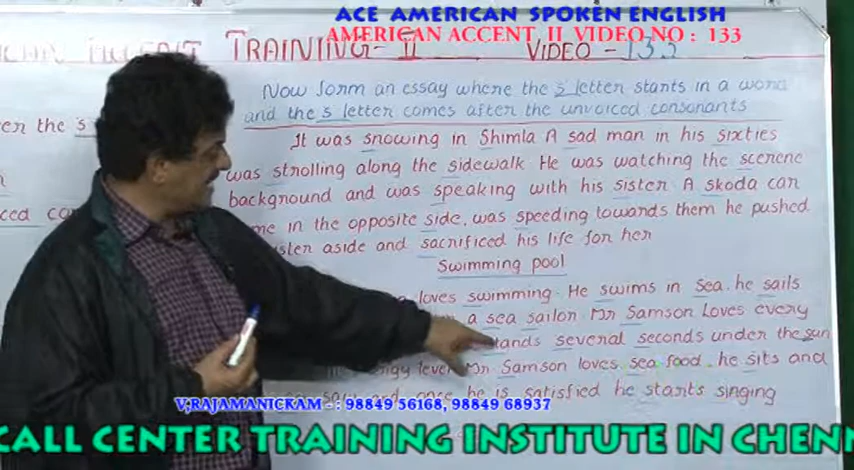 ACE AMERICAN SPOKEN ENGLISH
AMERICAN ACCENT II VIDEO NO : 133
ACCENT TRAINING - II VIDEO - 133
Now form an essay where the s letter starts in a word
and the s letter comes after the unvoiced consonants
It was snowing in Shimla A sad man in his sixties
was strolling along the sidewalk He was watching the scerene
background and was speaking with his sister A skoda car
in the opposite side, was speeding towards them he pushed
aside and sacrificed his life for her
Swimming pool
loves swimming. He swims in sea. he sails
a sea sailor Mr Samson Loves every
several seconds under the sun
level Mr Samson loves sea food. he sits and
and once he is satisfied he starts singing
V,RAJAMANICKAM - : 98849 56168, 98849 68937
CALL CENTER TRAINING INSTITUTE IN CHEN